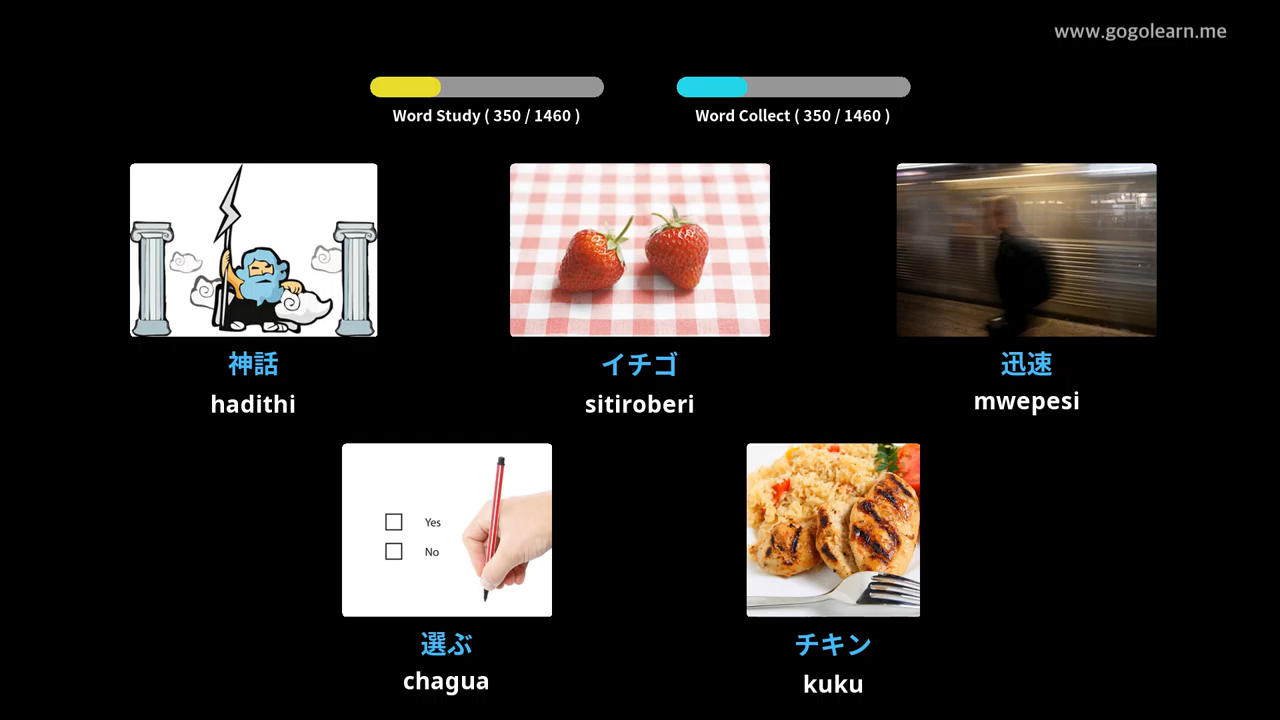 www.gogolearn.me
Word Study ( 350 / 1460 )
Word Collect ( 350 / 1460 )
神話
hadithi
イチゴ
sitiroberi
迅速
mwepesi
Yes
No
選ぶ
chagua
チキン
kuku